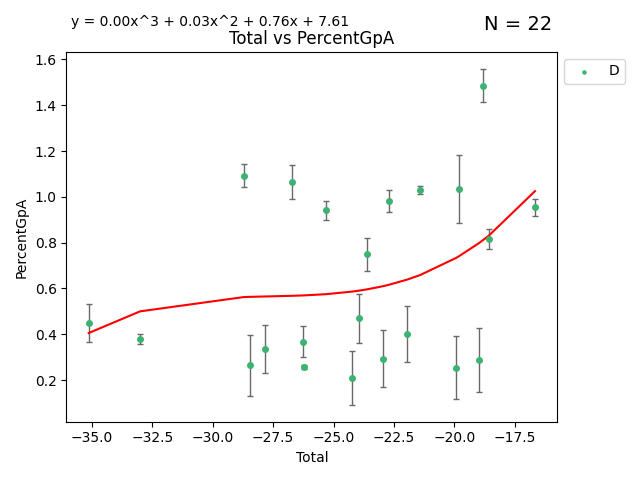 y = 0.00x^3 + 0.03x^2 + 0.76x + 7.61
N = 22
Total vs PercentGpA
D
PercentGpA
1.6
1.4
1.2
1.0
0.8
0.6
0.4
0.2
−35.0 −32.5 −30.0 −27.5 −25.0 −22.5 −20.0 −17.5
Total